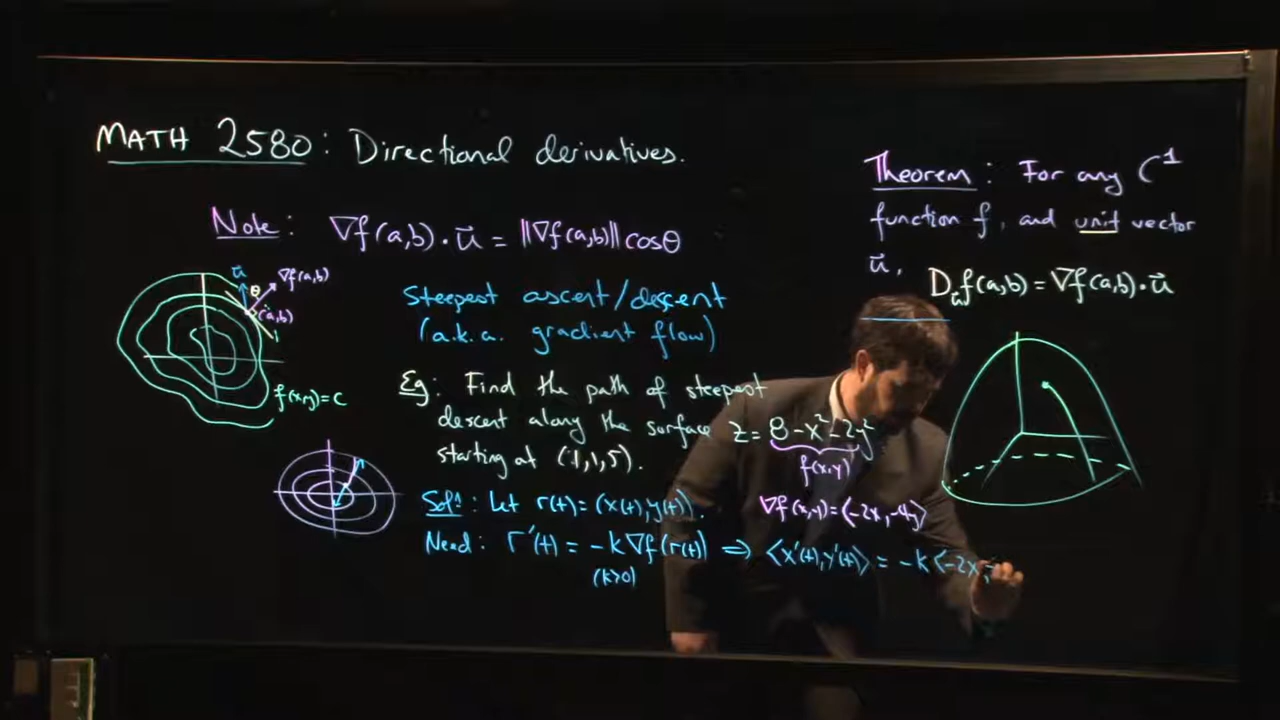 MATH 2580: Directional derivatives.
Note: ∇f(a,b)·u⃗ = ||∇f(a,b)|| cosθ
u⃗
θ
∇f(a,b)
(a,b)
f(x,y)=c
Steepest ascent/descent
(a.k.a. gradient flow)
Eg: Find the path of steepest
descent along the surface z = 8-x²-2y²
f(x,y)
starting at (1,1,5).
Solⁿ: Let r(t) = (x(t), y(t)).
∇f(x,y) = ⟨-2x, -4y⟩
Need: r'(t) = -k∇f(r(t)) ⇒ ⟨x'(t), y'(t)⟩ = -k⟨-2x,
(k>0)
Theorem: For any C¹
function f, and unit vector
u⃗,
D_u⃗ f(a,b) = ∇f(a,b)·u⃗